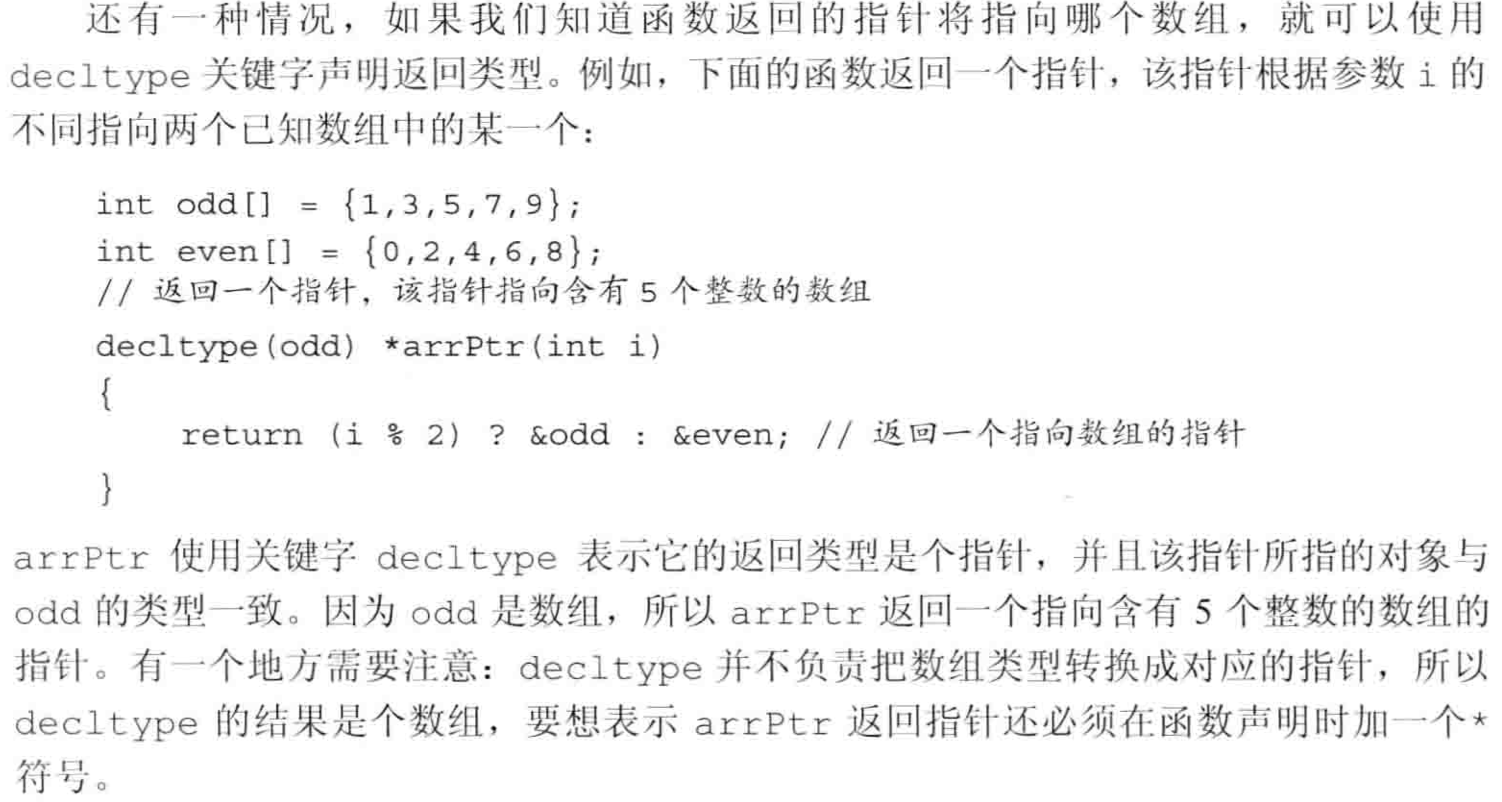 还有一种情况，如果我们知道函数返回的指针将指向哪个数组，就可以使用
decltype 关键字声明返回类型。例如，下面的函数返回一个指针，该指针根据参数 i 的
不同指向两个已知数组中的某一个：
int odd[] = {1,3,5,7,9};
int even[] = {0,2,4,6,8};
// 返回一个指针，该指针指向含有 5 个整数的数组
decltype(odd) *arrPtr(int i)
{
return (i % 2) ? &odd : &even; // 返回一个指向数组的指针
}
arrPtr 使用关键字 decltype 表示它的返回类型是个指针，并且该指针所指的对象与
odd 的类型一致。因为 odd 是数组，所以 arrPtr 返回一个指向含有 5 个整数的数组的
指针。有一个地方需要注意：decltype 并不负责把数组类型转换成对应的指针，所以
decltype 的结果是个数组，要想表示 arrPtr 返回指针还必须在函数声明时加一个*
符号。